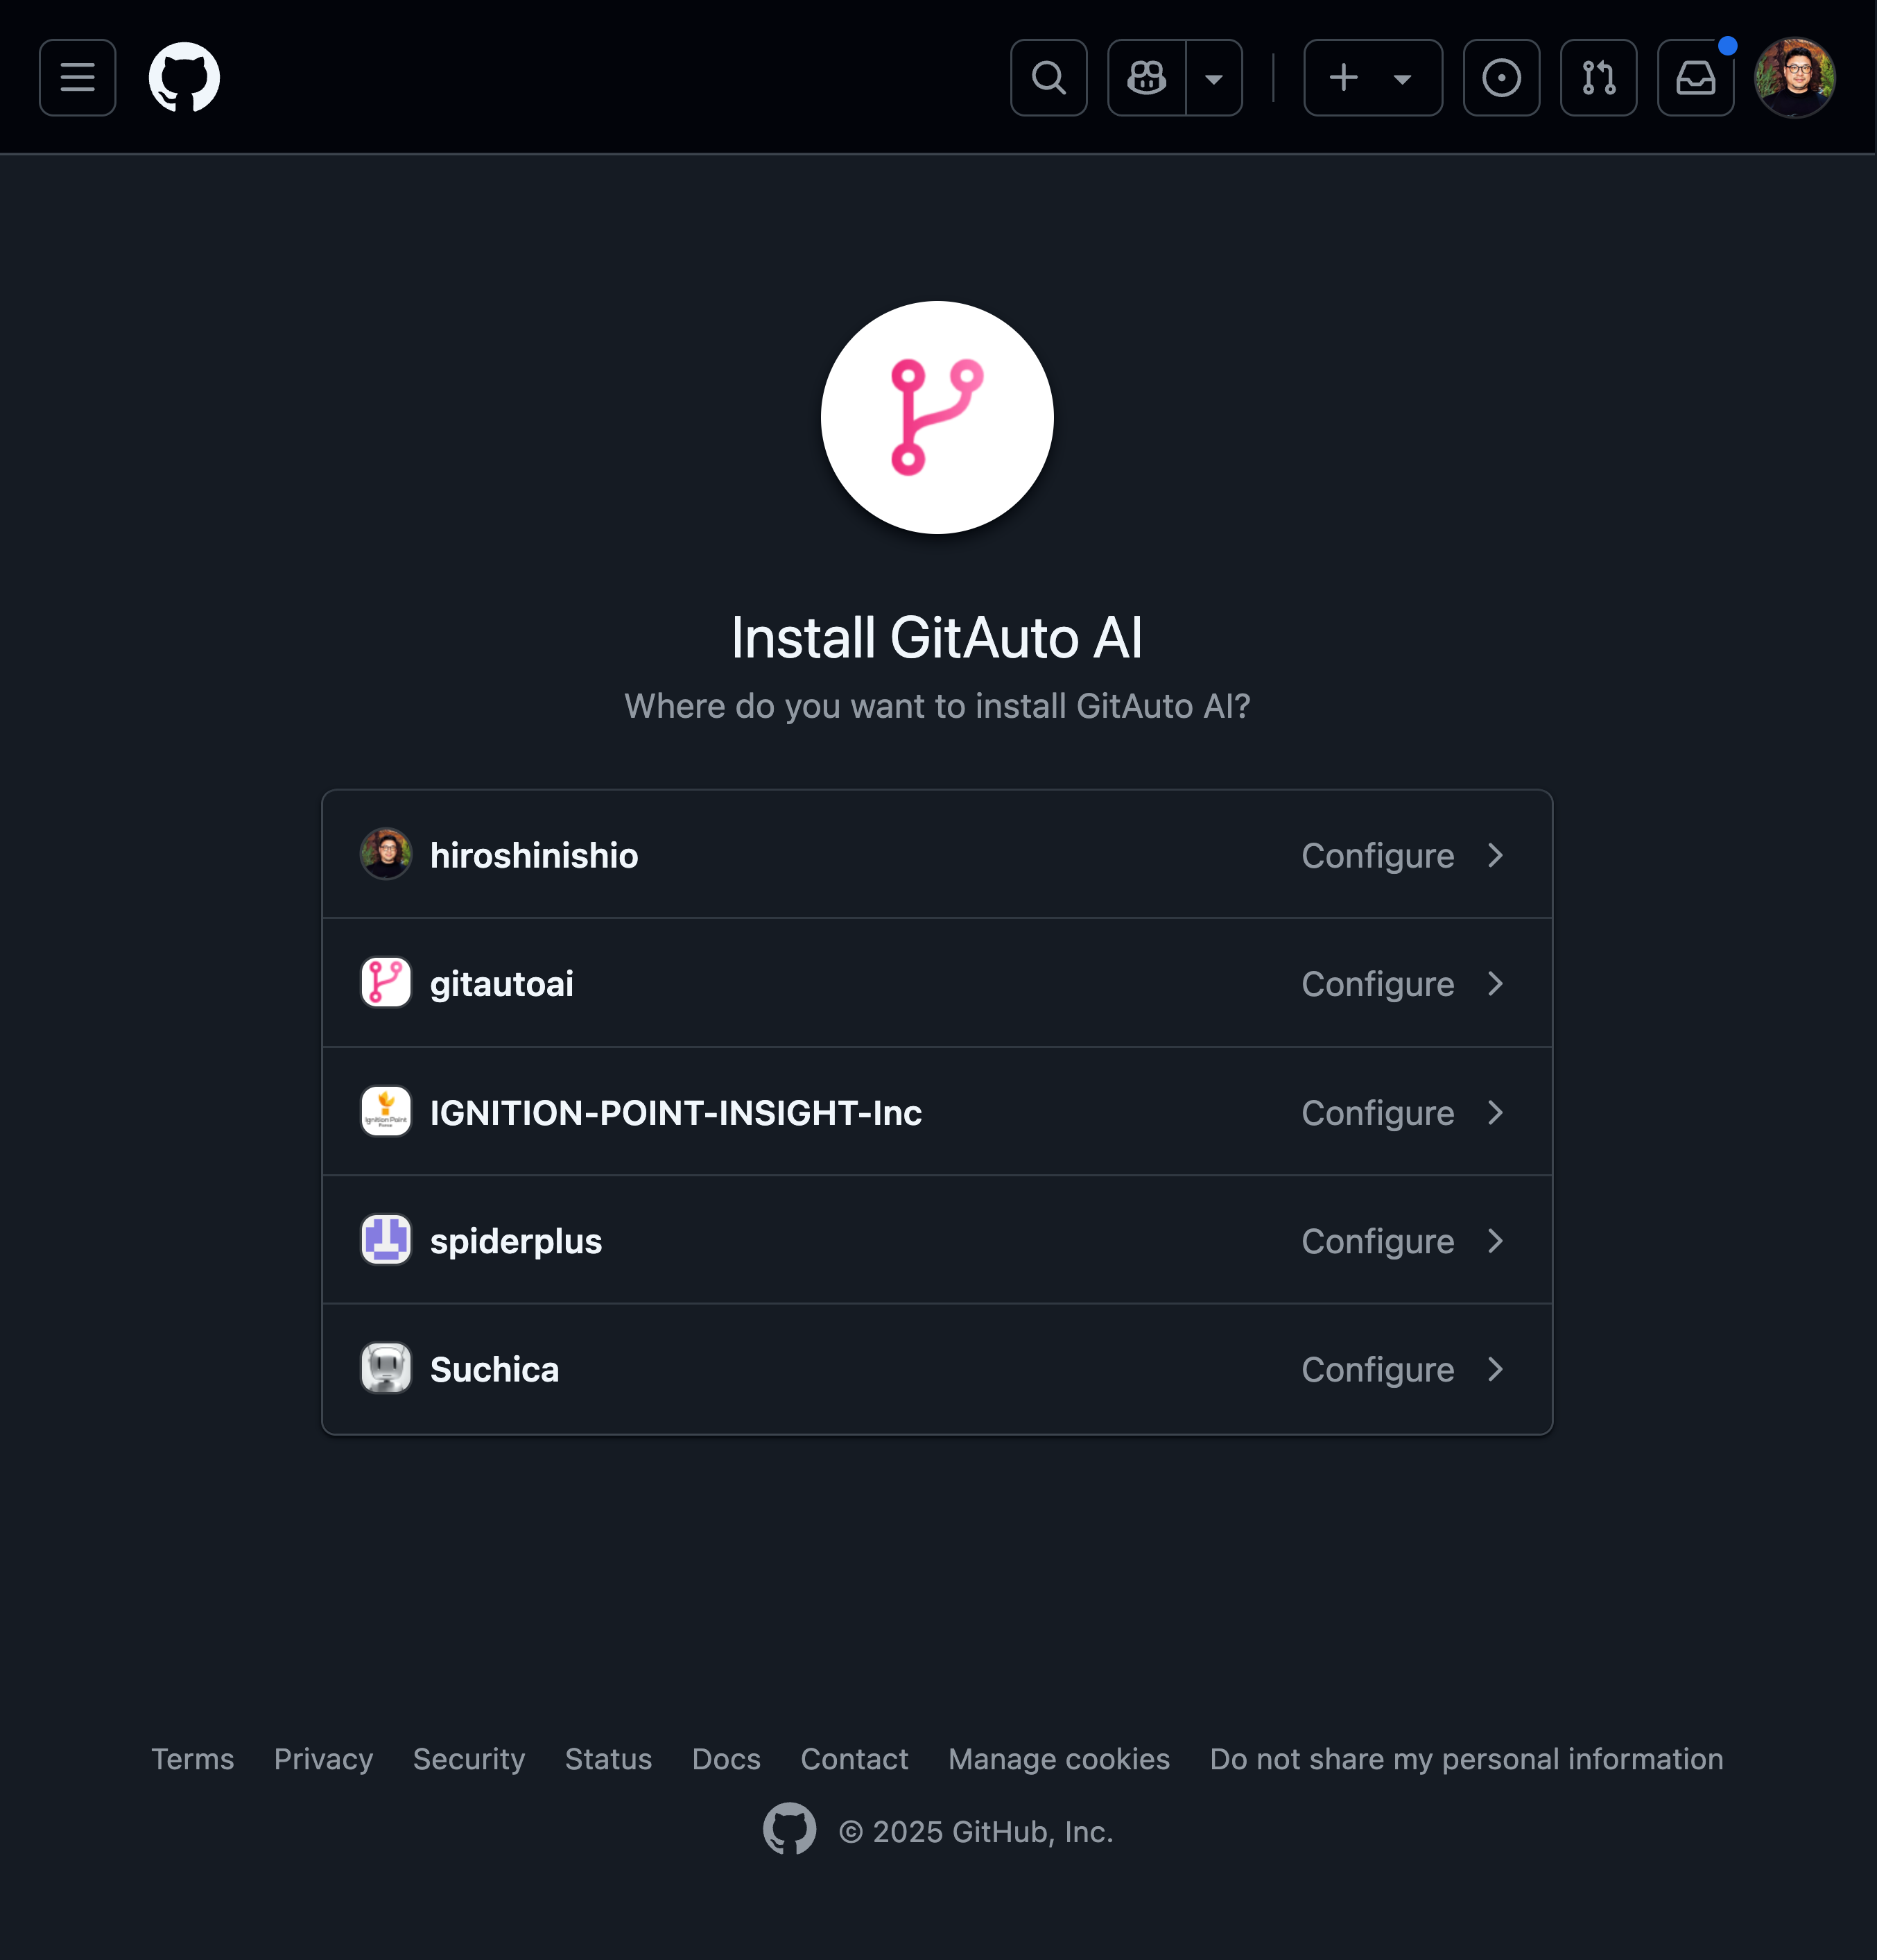 Install GitAuto AI
Where do you want to install GitAuto AI?
hiroshinishio Configure
gitautoai Configure
Ignition Point
IGNITION-POINT-INSIGHT-Inc Configure
spiderplus Configure
Suchica Configure
Terms Privacy Security Status Docs Contact Manage cookies Do not share my personal information
© 2025 GitHub, Inc.